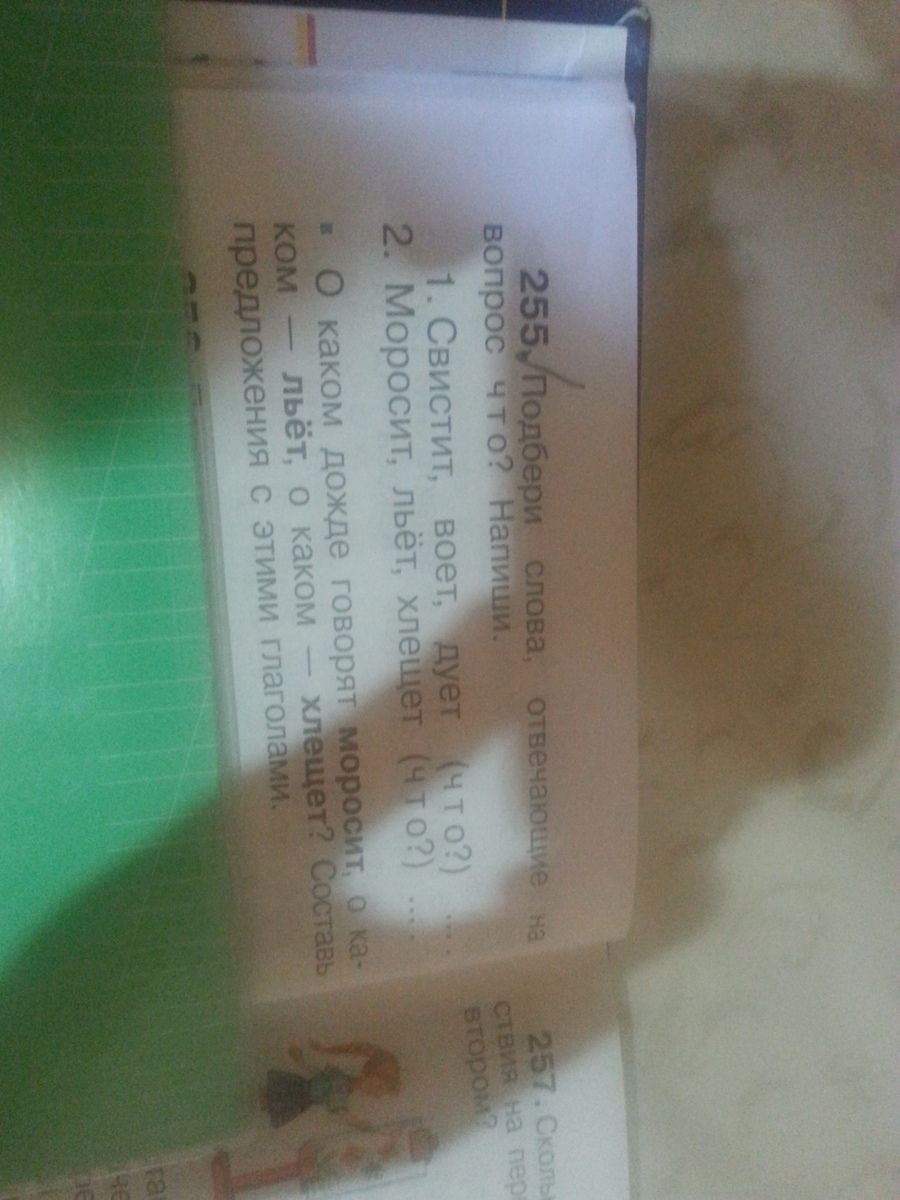 255. Подбери слова, отвечающие на
вопрос что? Напиши.
1. Свистит, воет, дует (что?) ... .
2. Моросит, льёт, хлещет (что?) ... .
О каком дожде говорят моросит, о ка-
ком — льёт, о каком — хлещет? Составь
предложения с этими глаголами.
257. Сколь
ствия на пер
втором?